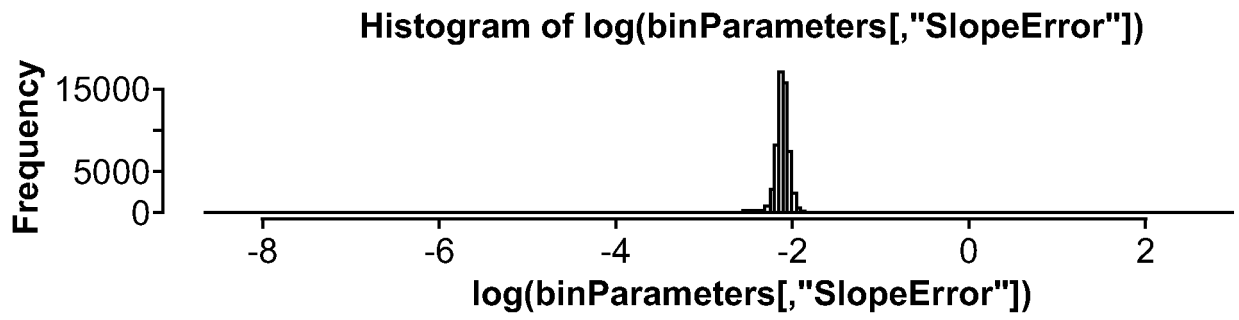 Histogram of log(binParameters[,"SlopeError"])
Frequency
15000
5000
0
-8 -6 -4 -2 0 2
log(binParameters[,"SlopeError"])